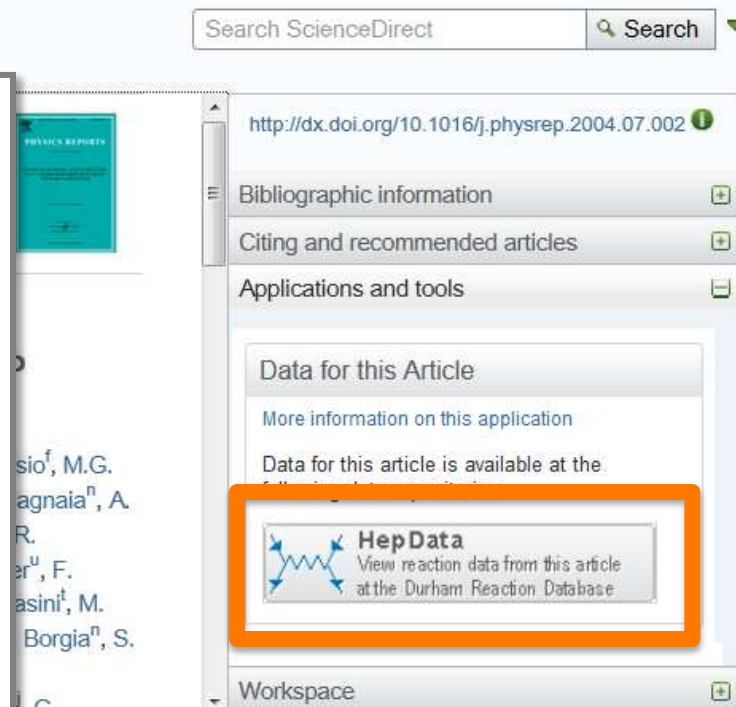 Search ScienceDirect
Search
PHYSICS REPORTS
http://dx.doi.org/10.1016/j.physrep.2004.07.002
Bibliographic information
Citing and recommended articles
Applications and tools
Data for this Article
More information on this application
Data for this article is available at the
sio^f, M.G.
agnaia^n, A.
R.
er^u, F.
asini^t, M.
Borgia^n, S.
HepData
View reaction data from this article
at the Durham Reaction Database
Workspace